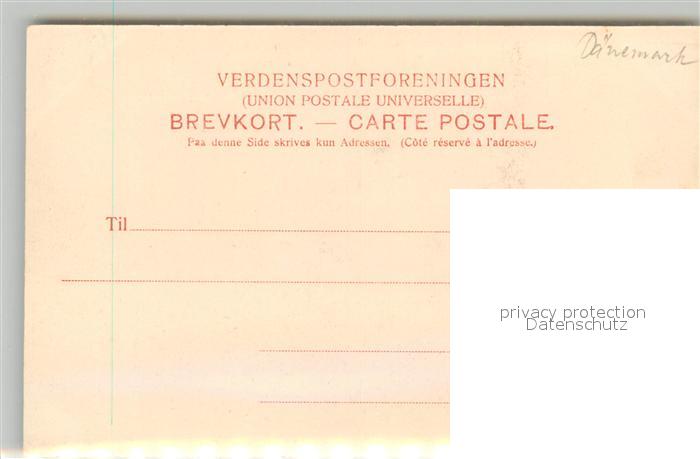 Dänemark
VERDENSPOSTFORENINGEN
(UNION POSTALE UNIVERSELLE)
BREVKORT. — CARTE POSTALE.
Paa denne Side skrives kun Adressen. (Côté réservé à l'adresse.)
Til
privacy protection
Datenschutz